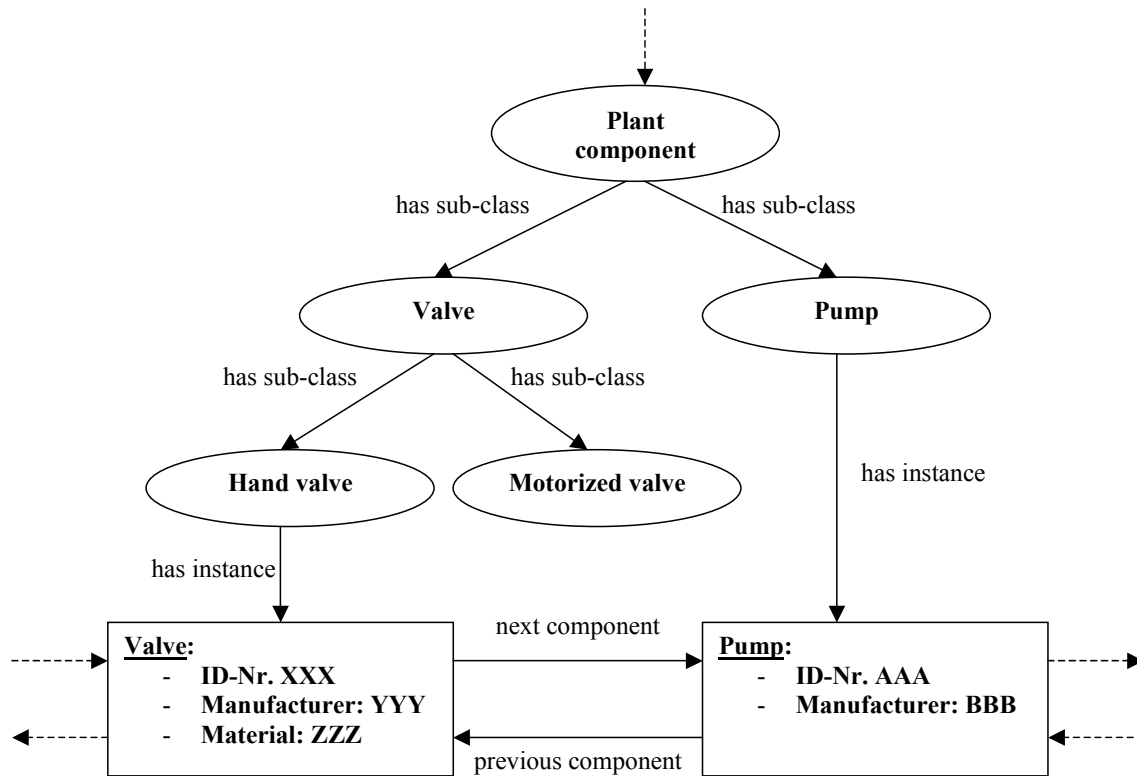 Plant
component
has sub-class
has sub-class
Valve
Pump
has sub-class
has sub-class
Hand valve
Motorized valve
has instance
has instance
Valve:
- ID-Nr. XXX
- Manufacturer: YYY
- Material: ZZZ
next component
previous component
Pump:
- ID-Nr. AAA
- Manufacturer: BBB